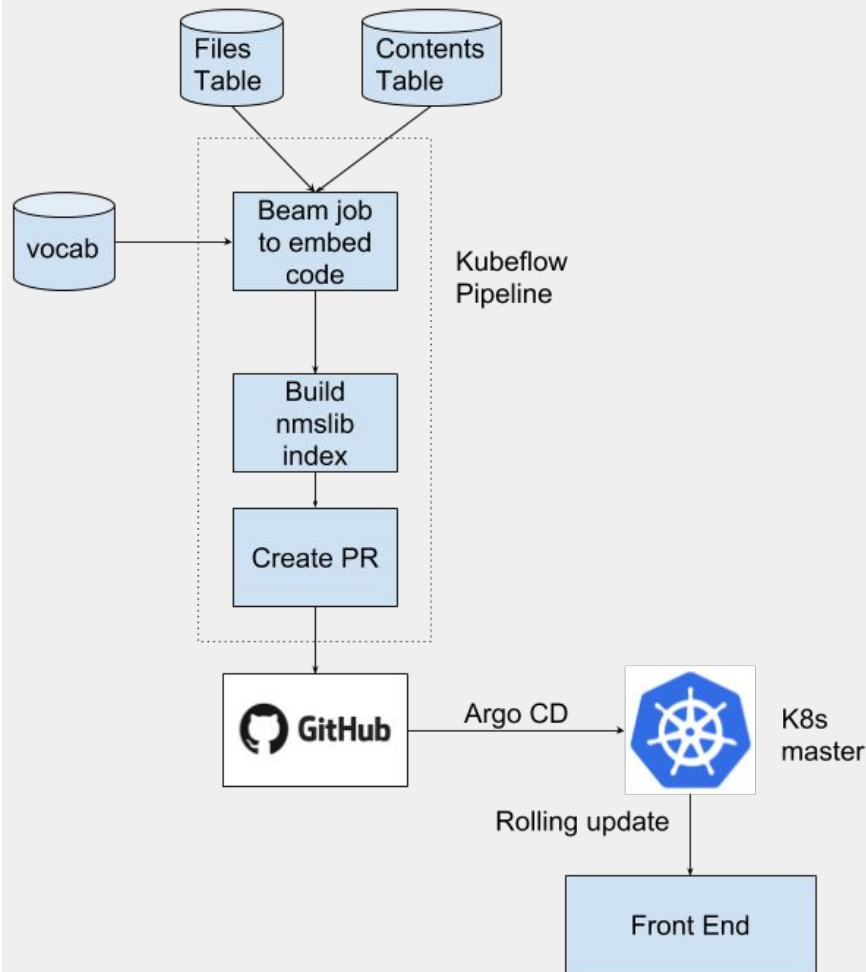 Files
Table
Contents
Table
vocab
Beam job
to embed
code
Kubeflow
Pipeline
Build
nmslib
index
Create PR
GitHub
Argo CD
K8s
master
Rolling update
Front End